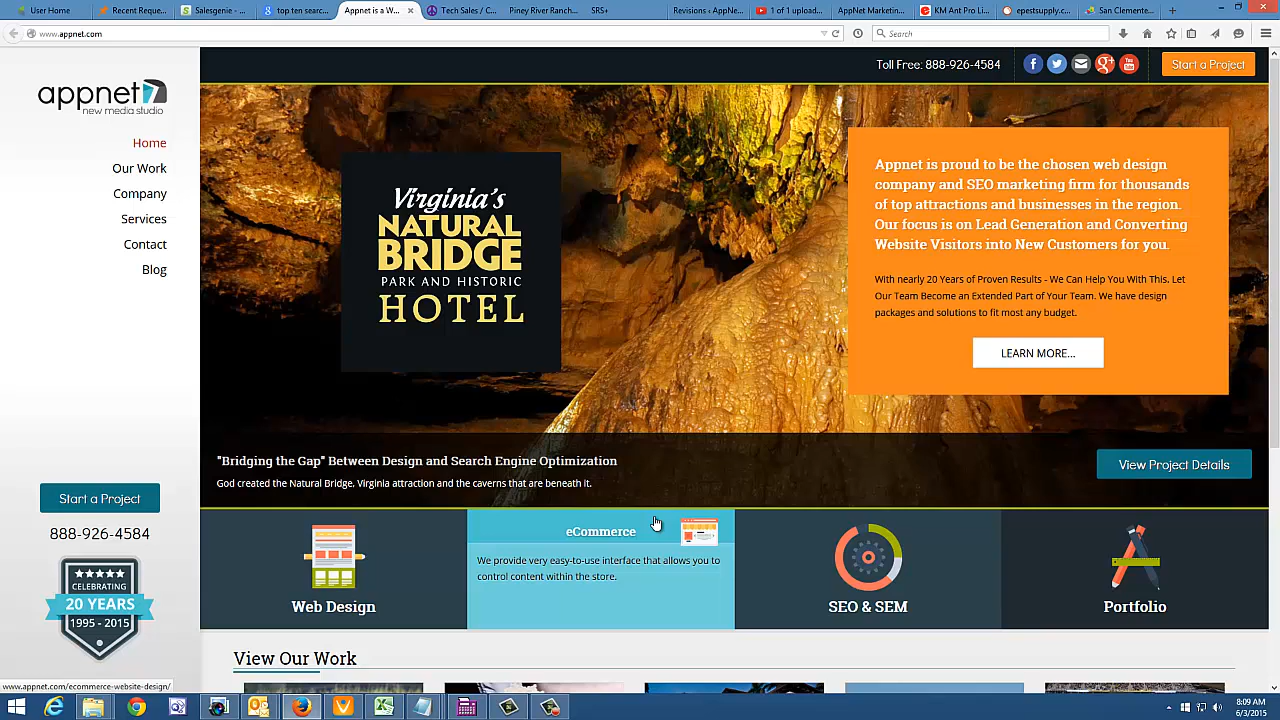 User Home
Recent Reque...
Salesgenie - ...
top ten searc...
Appnet is a W...
Tech Sales / C...
Piney River Ranch...
SRS+
Revisions ‹ AppNe...
1 of 1 upload...
AppNet Marketin...
KM Ant Pro Li...
epestsupply.c...
San Clemente...
www.appnet.com
Search
appnet7
new media studio
Home
Our Work
Company
Services
Contact
Blog
Start a Project
888-926-4584
CELEBRATING
20 YEARS
1995 - 2015
Toll Free: 888-926-4584
You
Tube
Start a Project
Virginia's
NATURAL
BRIDGE
PARK AND HISTORIC
HOTEL
Appnet is proud to be the chosen web design
company and SEO marketing firm for thousands
of top attractions and businesses in the region.
Our focus is on Lead Generation and Converting
Website Visitors into New Customers for you.
With nearly 20 Years of Proven Results - We Can Help You With This. Let
Our Team Become an Extended Part of Your Team. We have design
packages and solutions to fit most any budget.
LEARN MORE...
"Bridging the Gap" Between Design and Search Engine Optimization
God created the Natural Bridge, Virginia attraction and the caverns that are beneath it.
View Project Details
Web Design
eCommerce
We provide very easy-to-use interface that allows you to
control content within the store.
SEO & SEM
Portfolio
View Our Work
www.appnet.com/ecommerce-website-design/
8:09 AM
6/3/2015